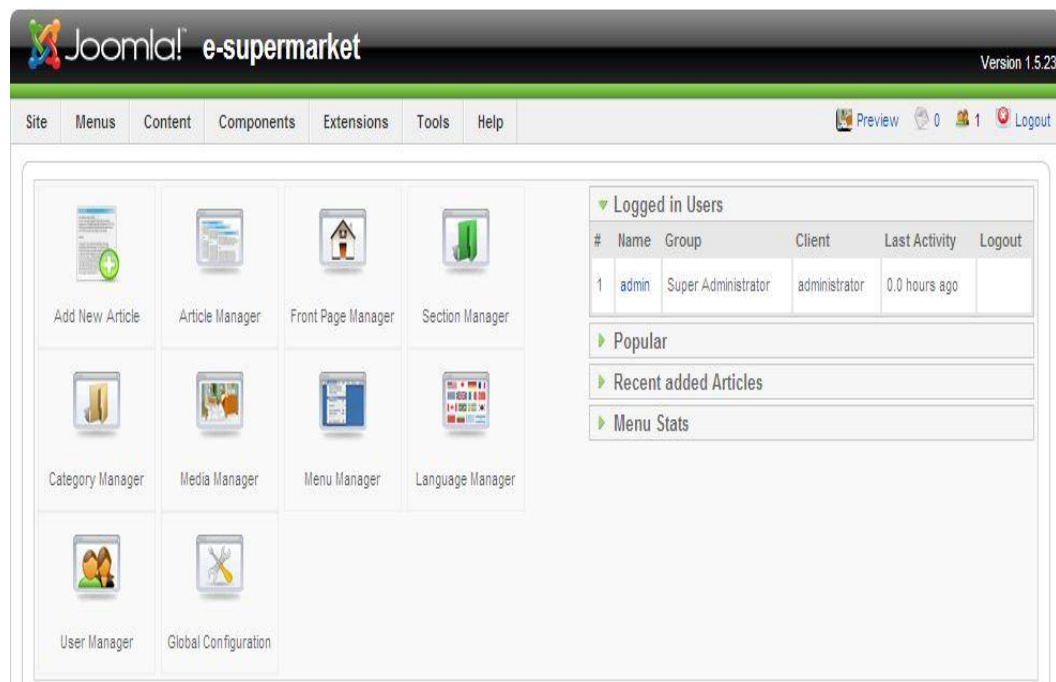 Joomla! e-supermarket
Version 1.5.23
Site Menus Content Components Extensions Tools Help
Preview 0 1 Logout
Add New Article Article Manager Front Page Manager Section Manager
Category Manager Media Manager Menu Manager Language Manager
User Manager Global Configuration
Logged in Users
# Name Group Client Last Activity Logout
1 admin Super Administrator administrator 0.0 hours ago
Popular
Recent added Articles
Menu Stats